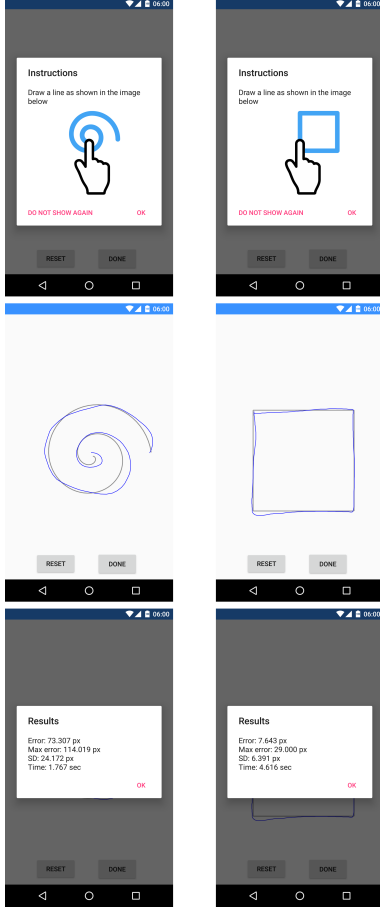 06:00
Instructions
Draw a line as shown in the image
below
DO NOT SHOW AGAIN OK
RESET DONE
06:00
Instructions
Draw a line as shown in the image
below
DO NOT SHOW AGAIN OK
RESET DONE
06:00
RESET DONE
06:00
RESET DONE
06:00
Results
Error: 73.307 px
Max error: 114.019 px
SD: 24.172 px
Time: 1.767 sec
OK
RESET DONE
06:00
Results
Error: 7.643 px
Max error: 29.000 px
SD: 6.391 px
Time: 4.616 sec
OK
RESET DONE